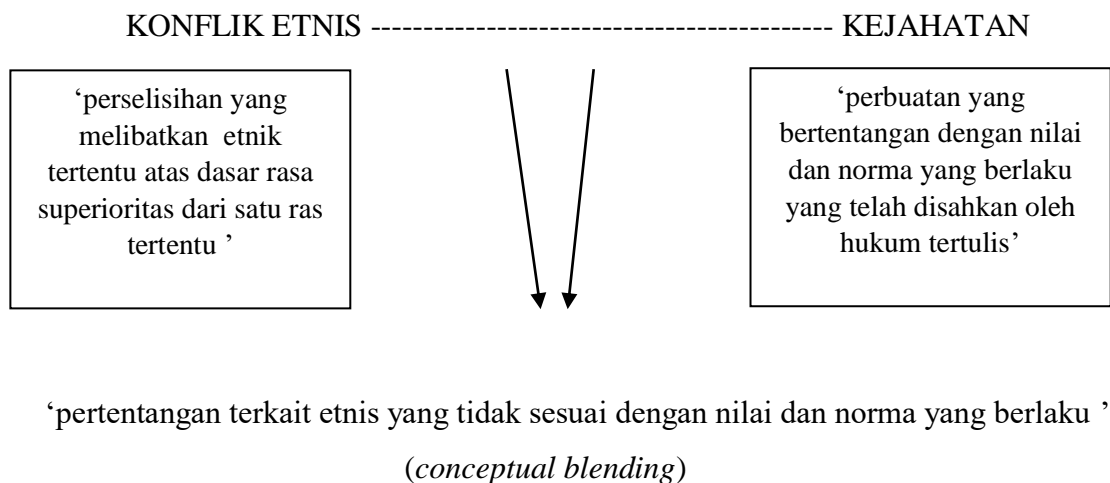 KONFLIK ETNIS -------------------------------------------- KEJAHATAN
‘perselisihan yang
melibatkan etnik
tertentu atas dasar rasa
superioritas dari satu ras
tertentu ’
‘perbuatan yang
bertentangan dengan nilai
dan norma yang berlaku
yang telah disahkan oleh
hukum tertulis’
‘pertentangan terkait etnis yang tidak sesuai dengan nilai dan norma yang berlaku ’
(conceptual blending)